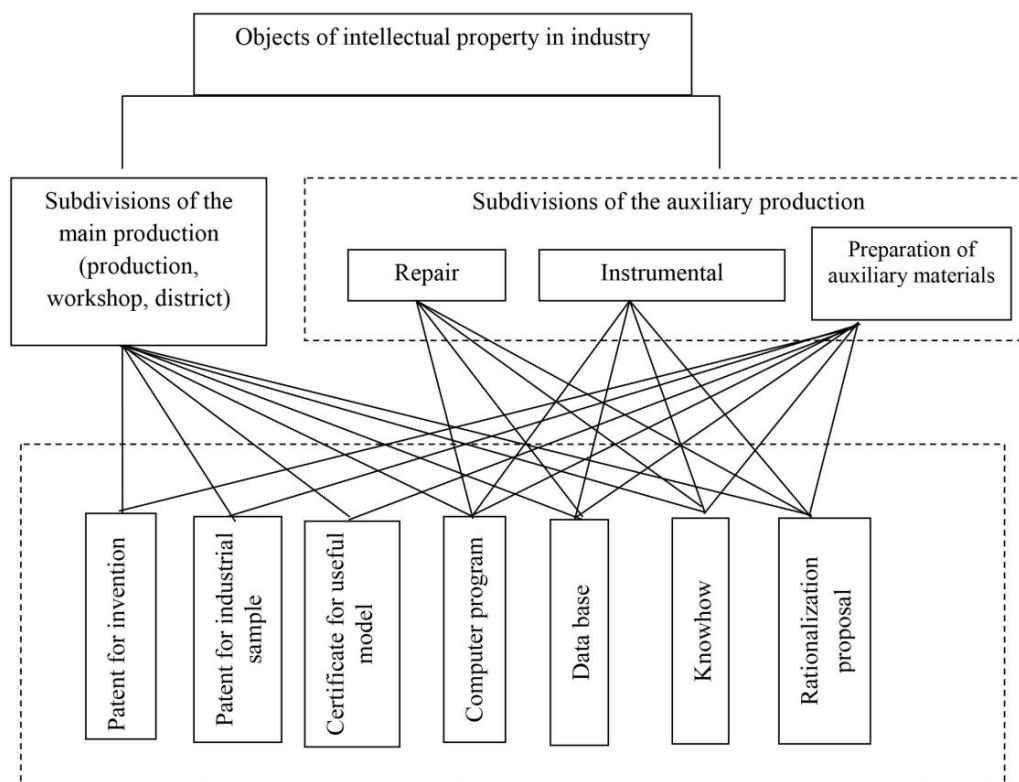 Objects of intellectual property in industry
Subdivisions of the
main production
(production,
workshop, district)
Subdivisions of the auxiliary production
Repair
Instrumental
Preparation of
auxiliary materials
Patent for invention
Patent for industrial
sample
Certificate for useful
model
Computer program
Data base
Knowhow
Rationalization
proposal